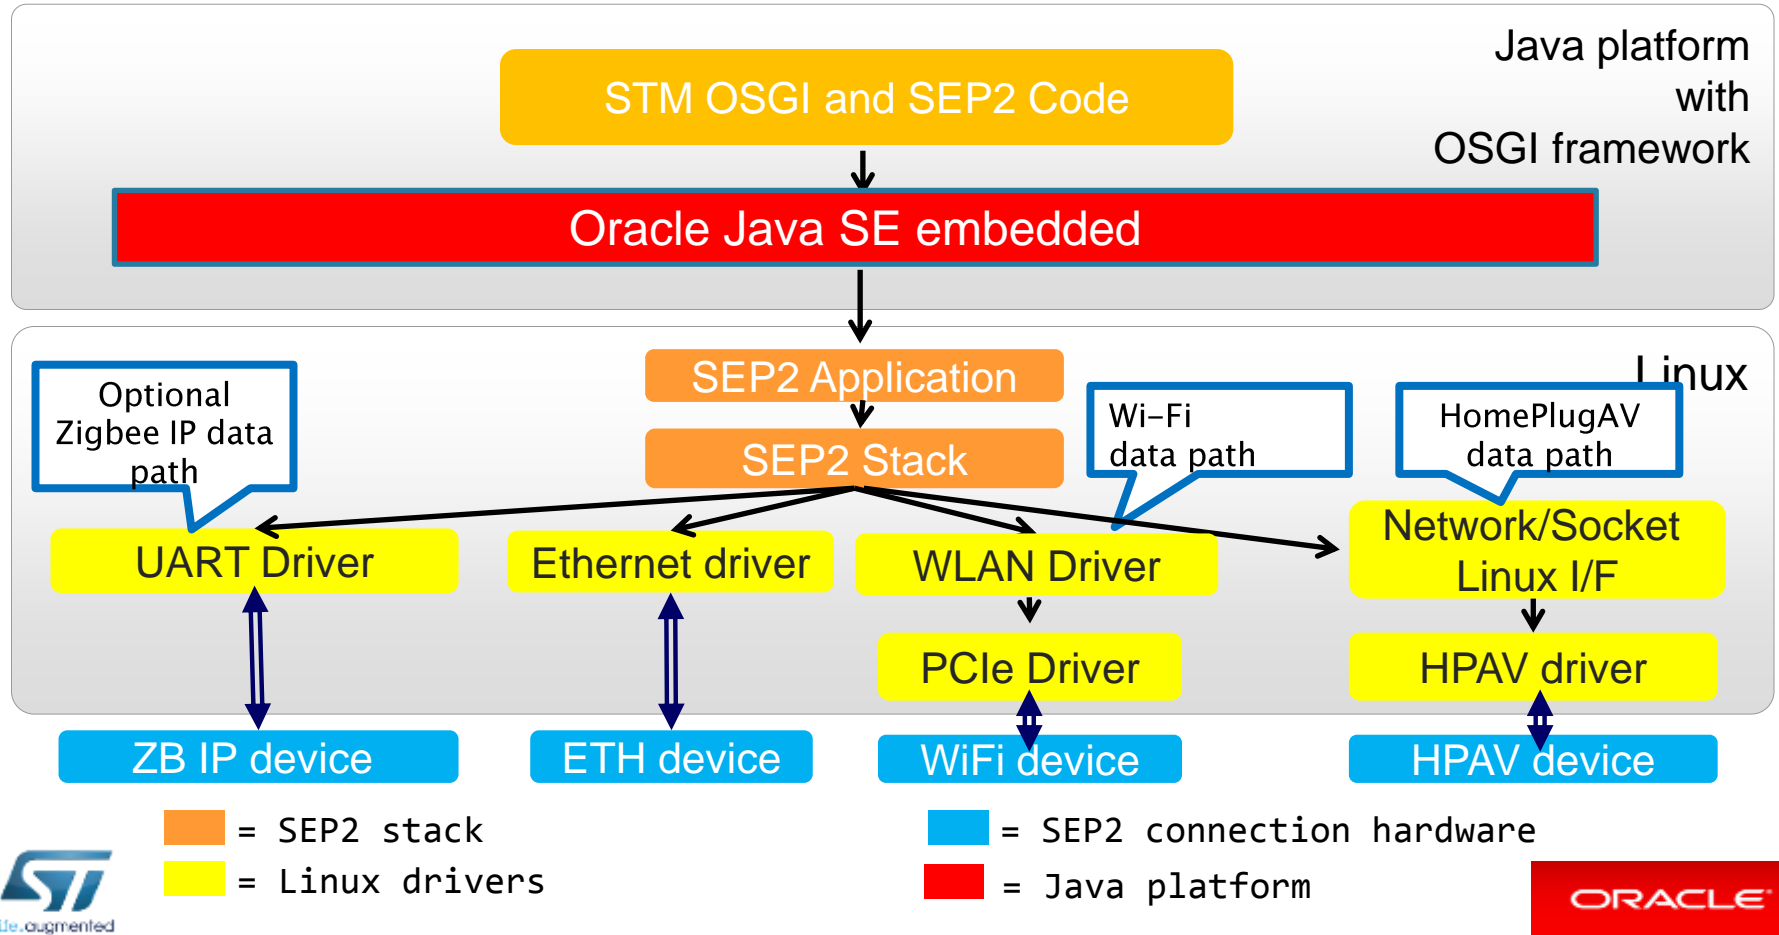 Java platform
with
OSGI framework
STM OSGI and SEP2 Code
Oracle Java SE embedded
Linux
SEP2 Application
SEP2 Stack
Optional
Zigbee IP data
path
Wi-Fi
data path
HomePlugAV
data path
UART Driver
Ethernet driver
WLAN Driver
Network/Socket
Linux I/F
PCIe Driver
HPAV driver
ZB IP device
ETH device
WiFi device
HPAV device
= SEP2 stack
= SEP2 connection hardware
= Linux drivers
= Java platform
ST
life.augmented
ORACLE